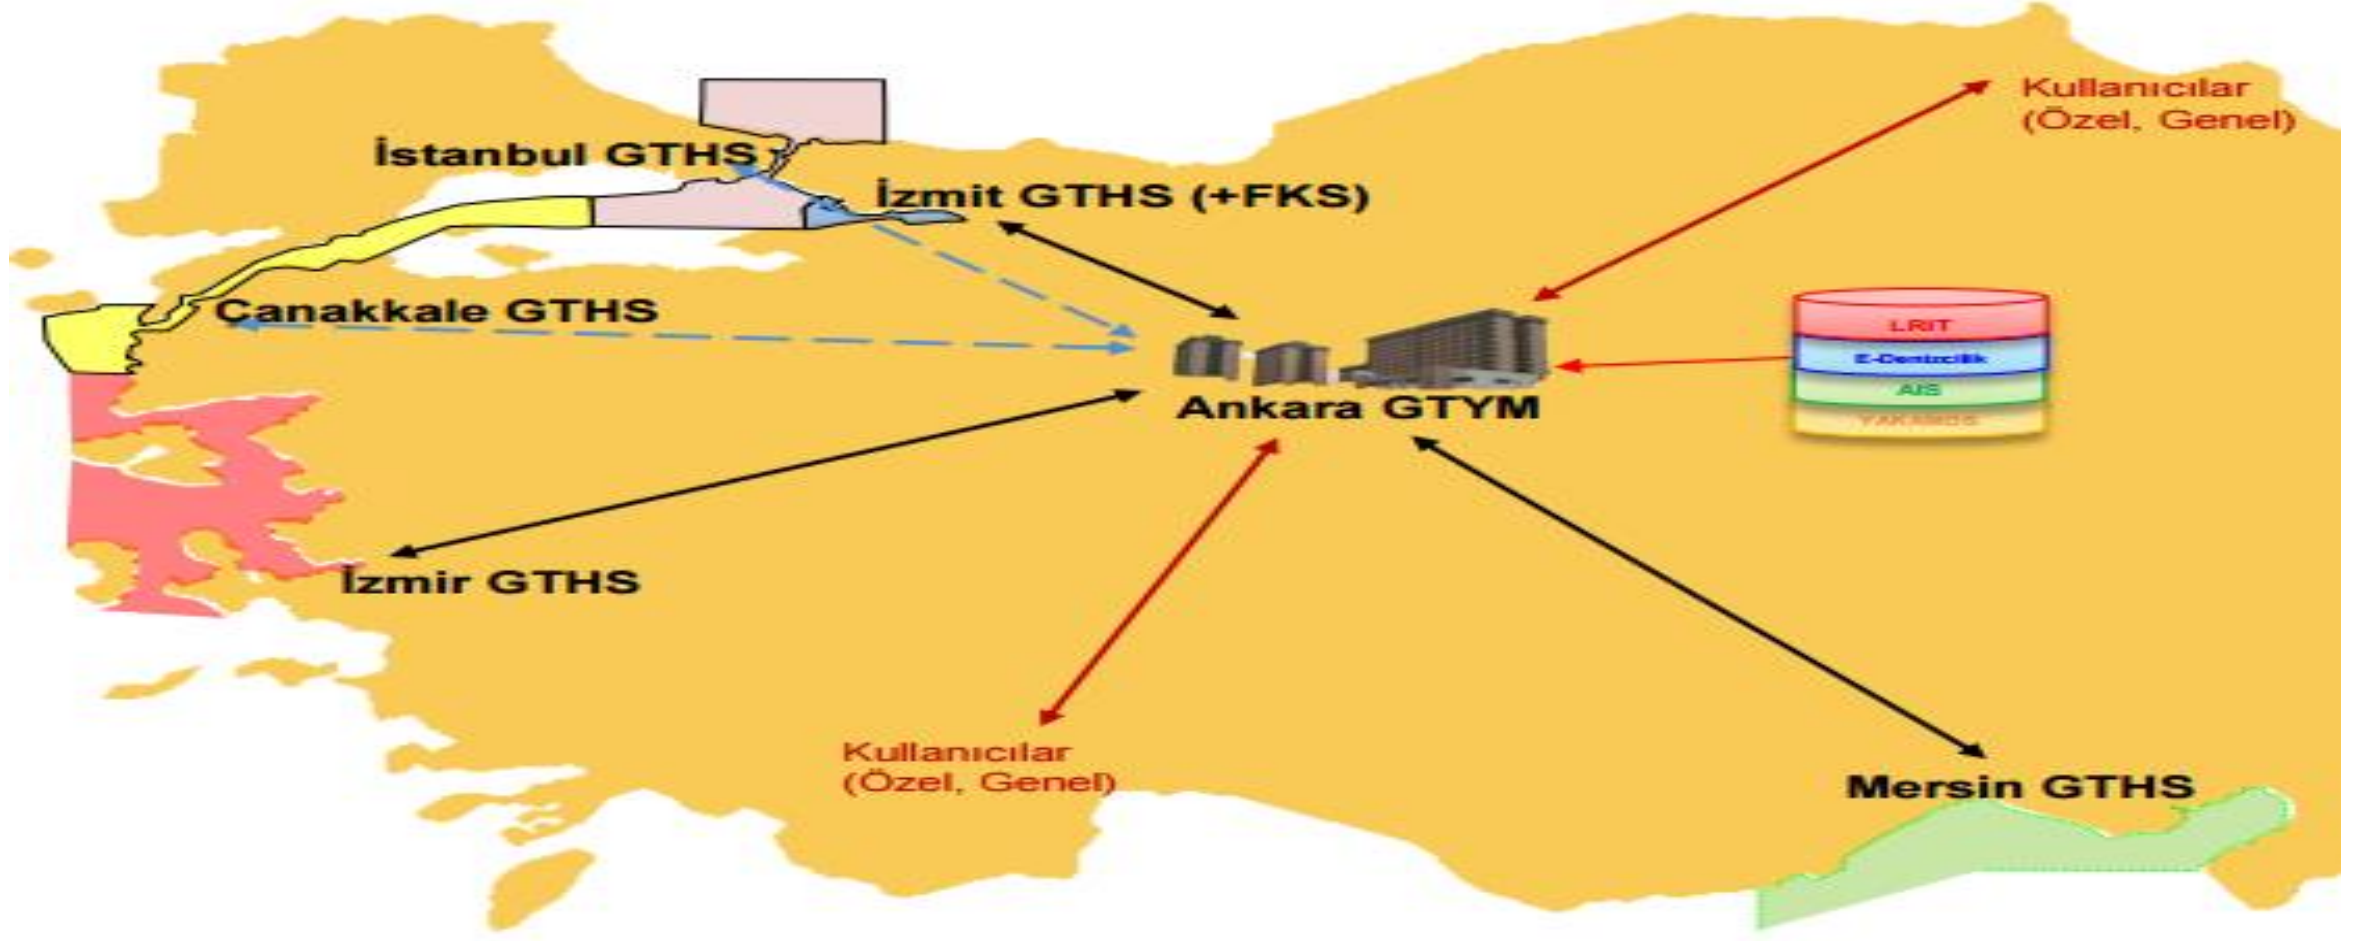 Kullanıcılar
(Özel, Genel)
İstanbul GTHS
İzmit GTHS (+FKS)
Çanakkale GTHS
LRIT
E-Denizcilik
AIS
YAKAMOS
Ankara GTYM
İzmir GTHS
Kullanıcılar
(Özel, Genel)
Mersin GTHS